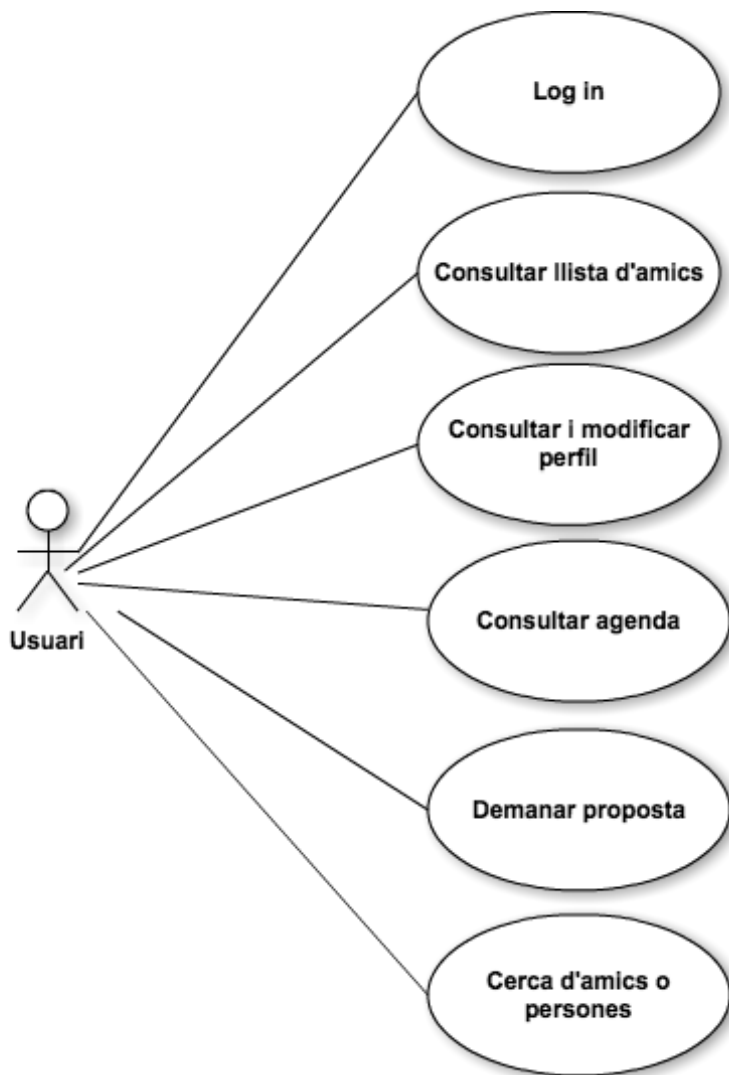 Log in
Consultar llista d'amics
Consultar i modificar
perfil
Usuari
Consultar agenda
Demanar proposta
Cerca d'amics o
persones